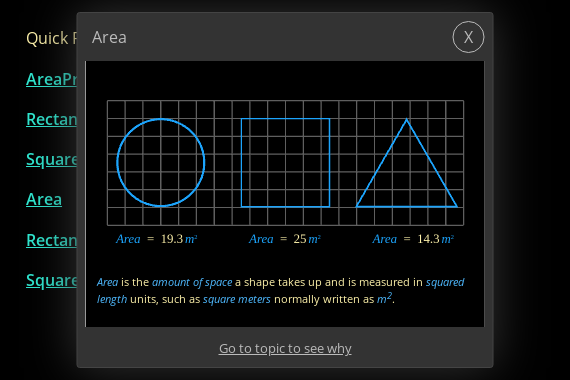 Quick
Area
X
AreaPr
Rectan
Square
Area
Rectan
Square
Area = 19.3 m²
Area = 25 m²
Area = 14.3 m²
Area is the amount of space a shape takes up and is measured in squared
length units, such as square meters normally written as m².
Go to topic to see why